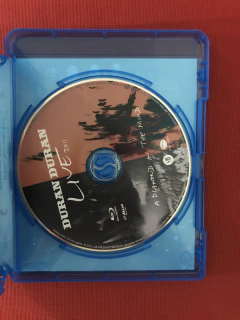 DURAN DURAN
LIVE 2011
A DIAMOND IN THE MIND